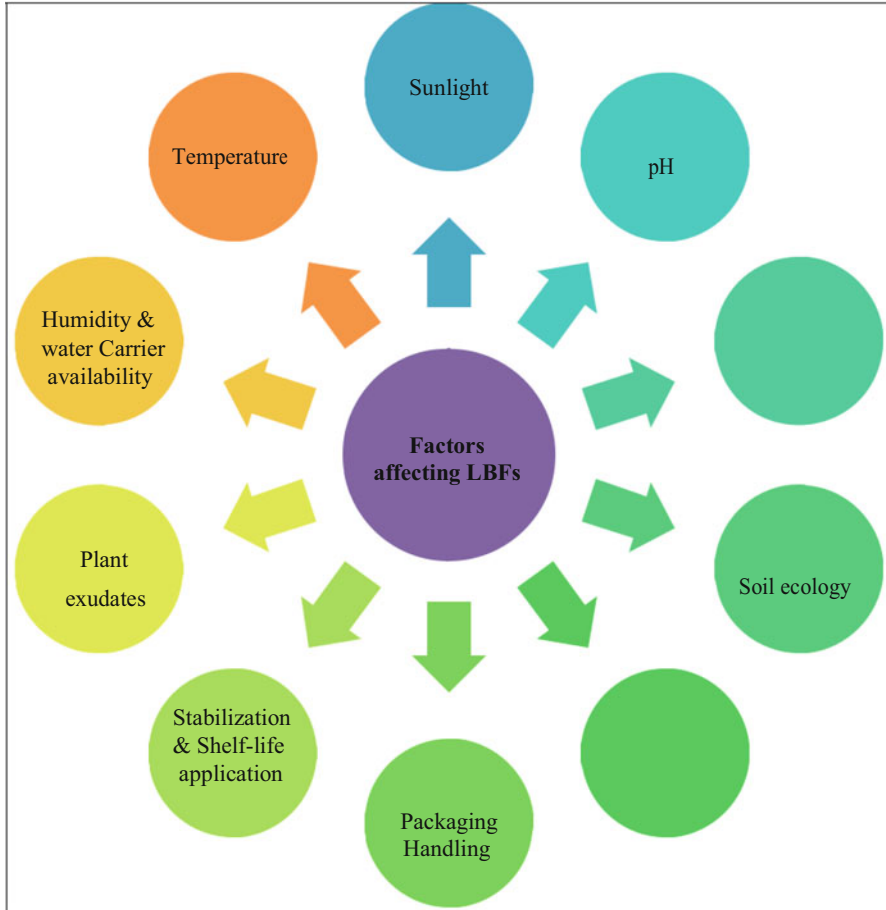 Sunlight
Temperature
pH
Humidity &
water Carrier
availability
Factors
affecting LBFs
Plant
exudates
Soil ecology
Stabilization
& Shelf-life
application
Packaging
Handling